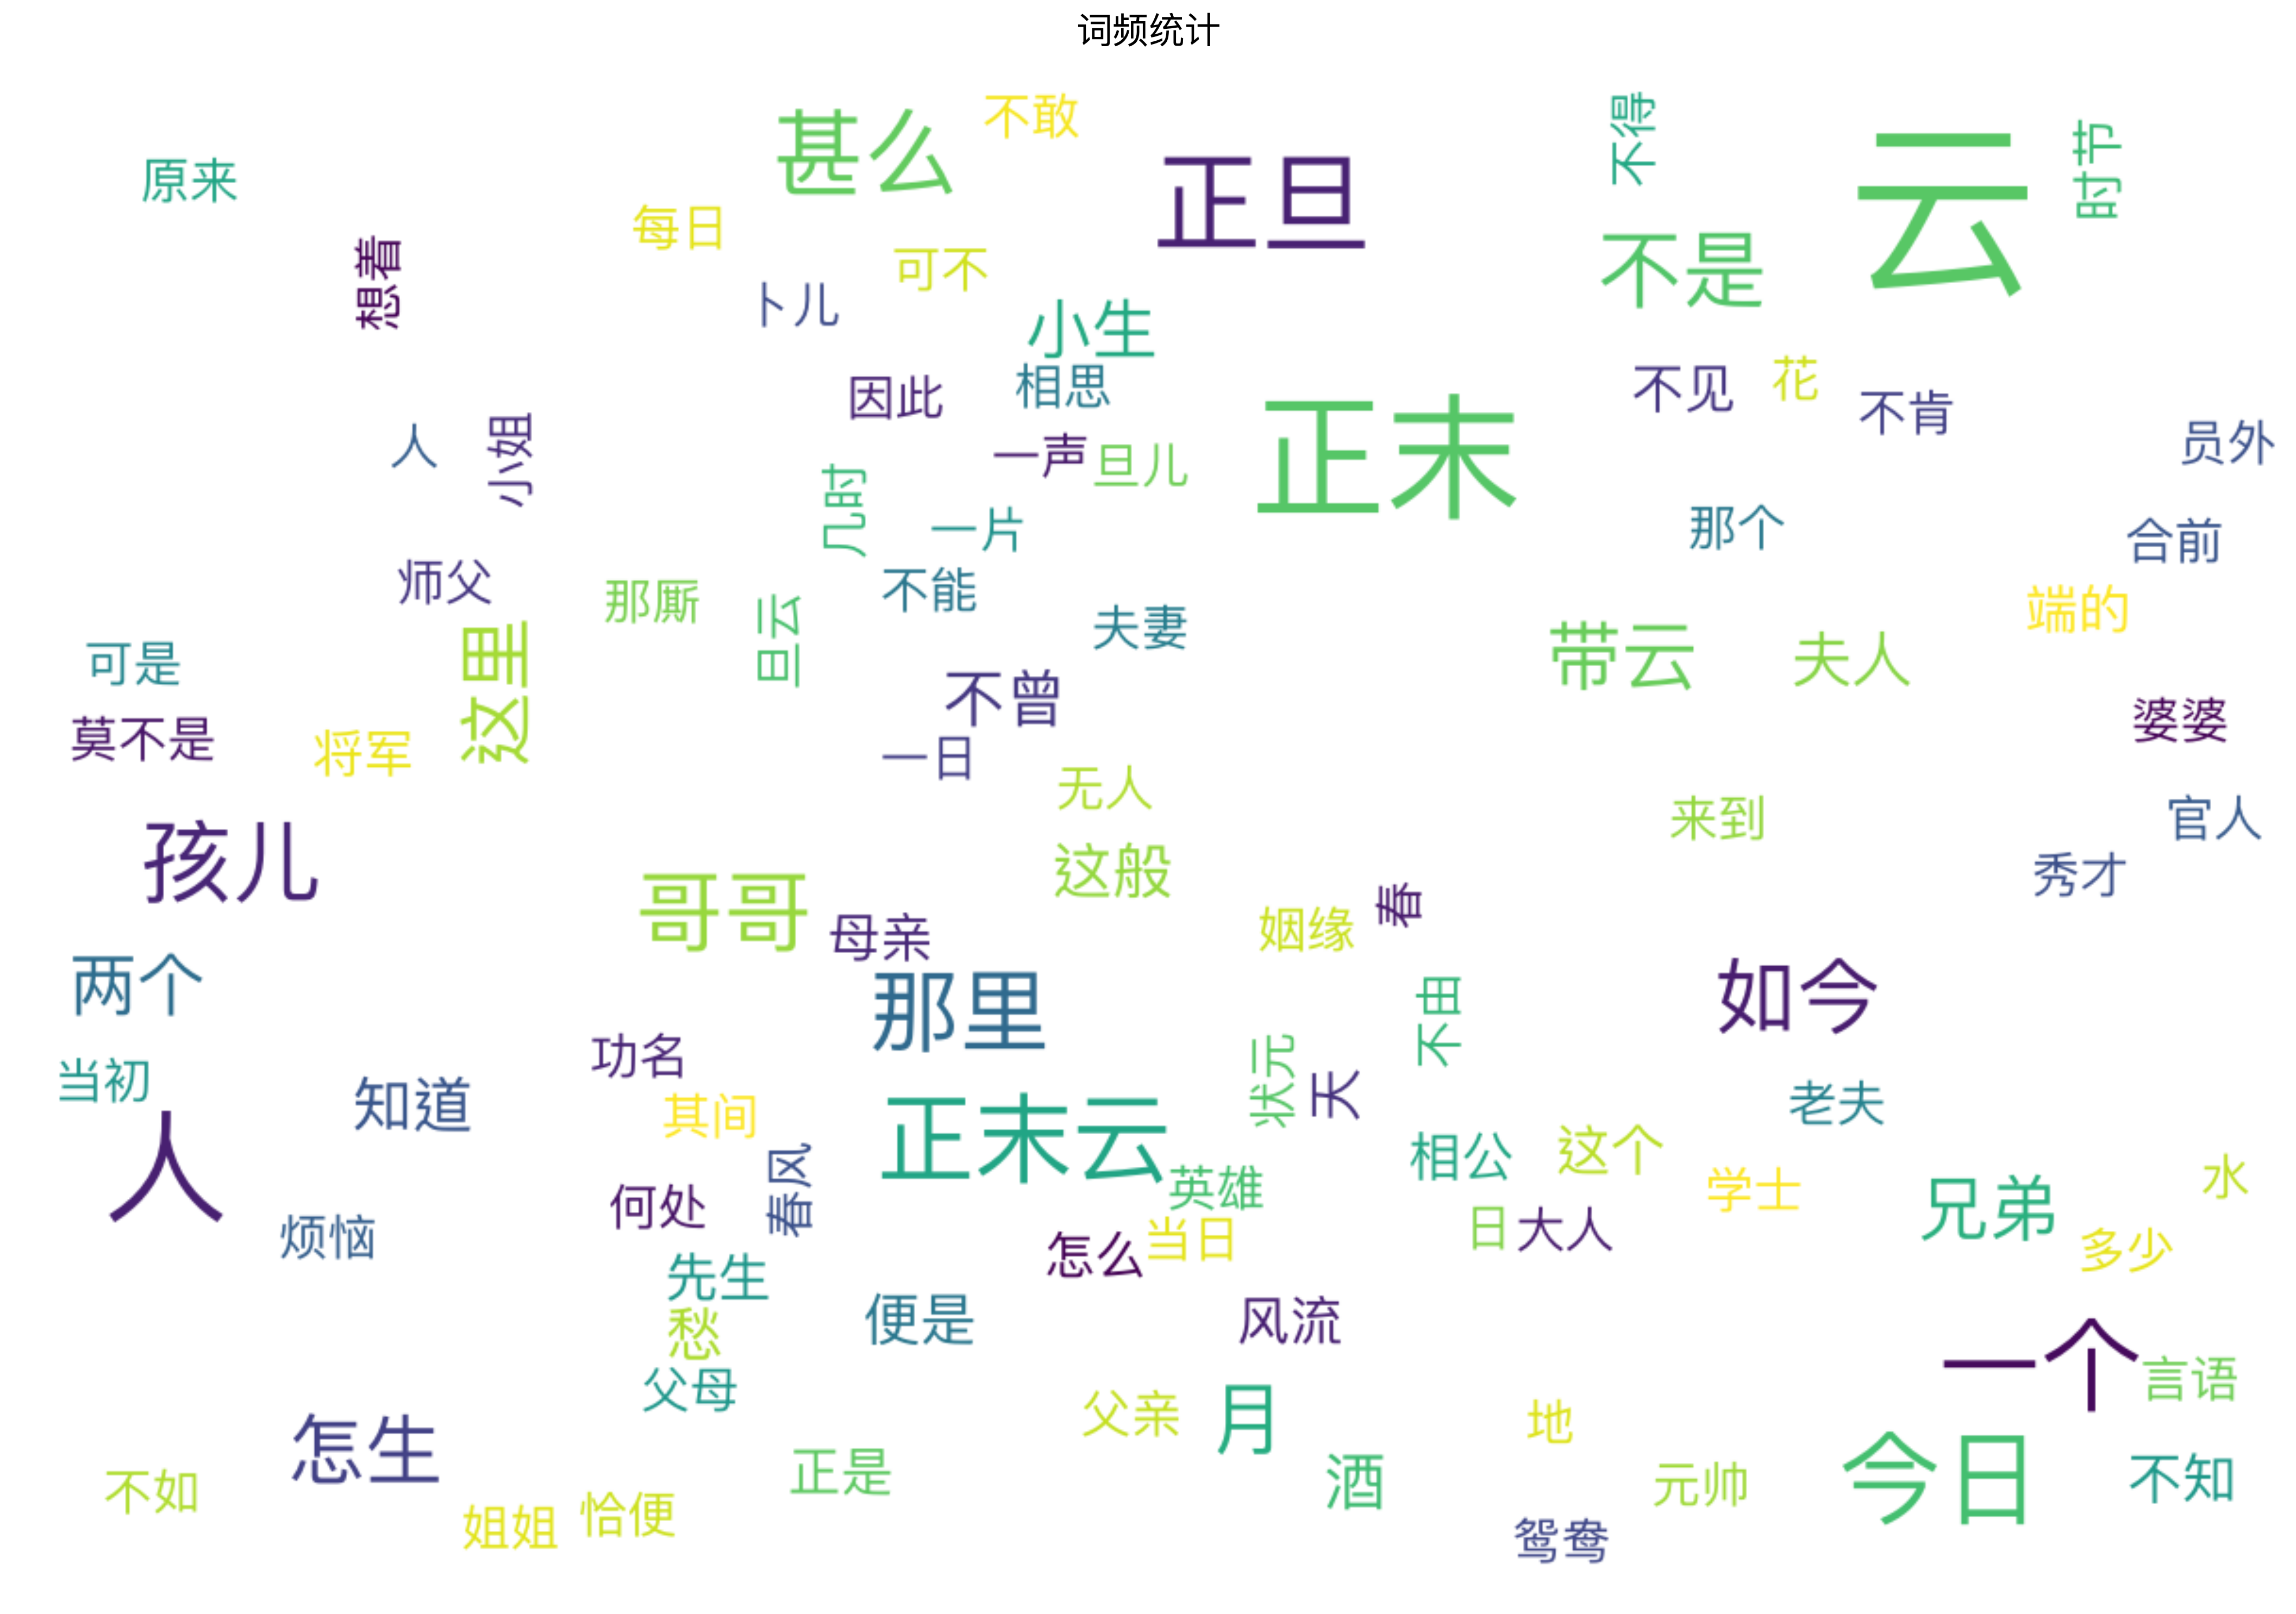 词频统计
甚么
不敢
不得
时节
云
正旦
原来
每日
想着
可不
不是
卜儿
小生
相思
因此
不见
花
不肯
人
小姐
一声
旦儿
正末
员外
几时
一片
那个
合前
师父
那厮
旦云
不能
夫妻
端的
可是
这里
不曾
带云
夫人
莫不是
将军
一日
婆婆
无人
来到
官人
孩儿
哥哥
这般
秀才
母亲
姻缘
春
两个
那里
不由
如今
当初
知道
功名
其间
状元
天
老夫
人
正末云
相公
这个
学士
水
烦恼
何处
春风
英雄
当日
日
大人
兄弟
多少
怎么
先生
愁
便是
风流
一个
父母
父亲
月
言语
地
怎生
正是
酒
今日
不知
不如
姐姐
恰便
元帅
鸳鸯